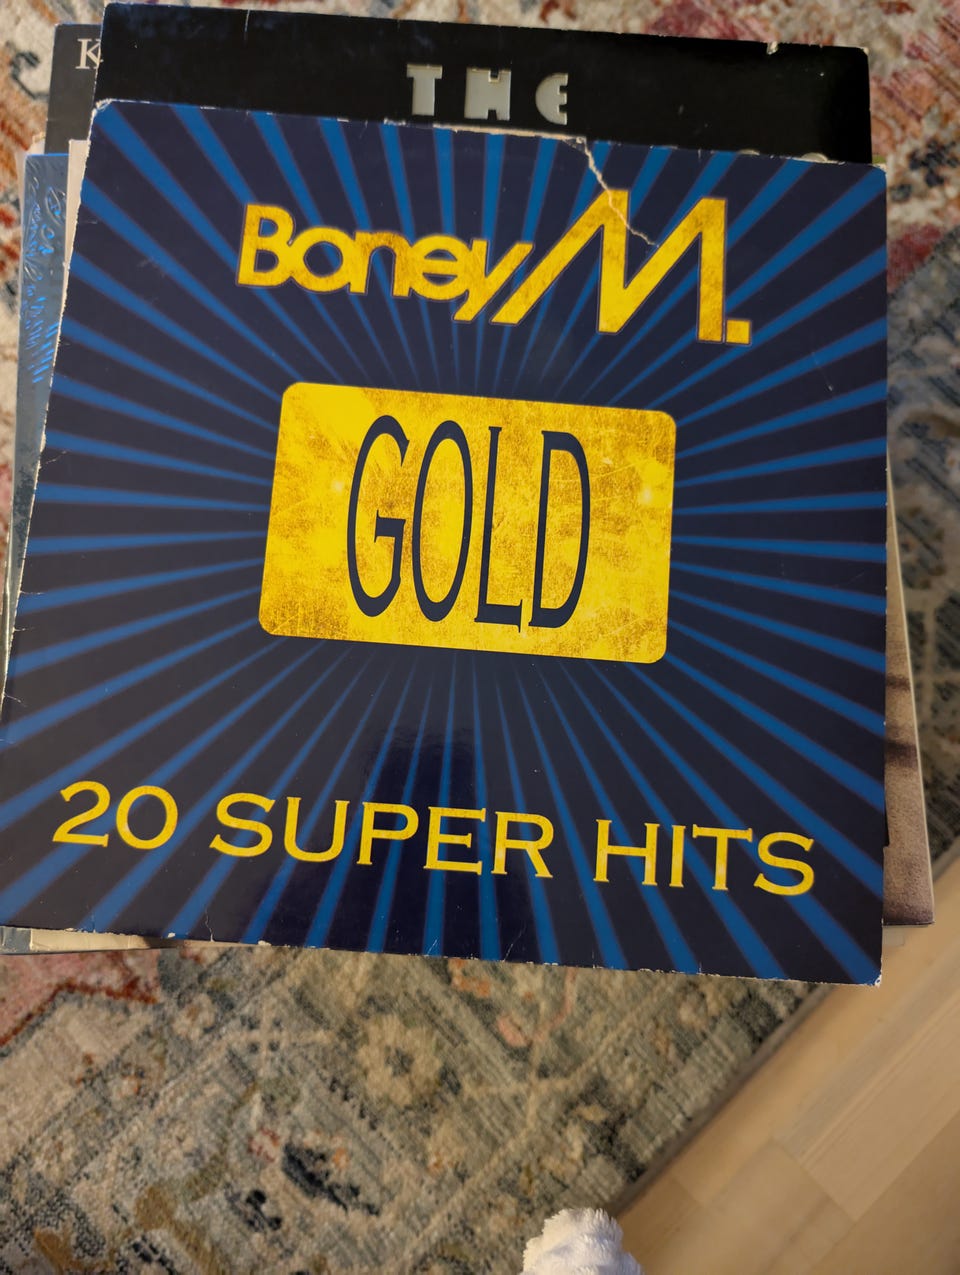 K
THE
Boney M.
GOLD
20 SUPER HITS